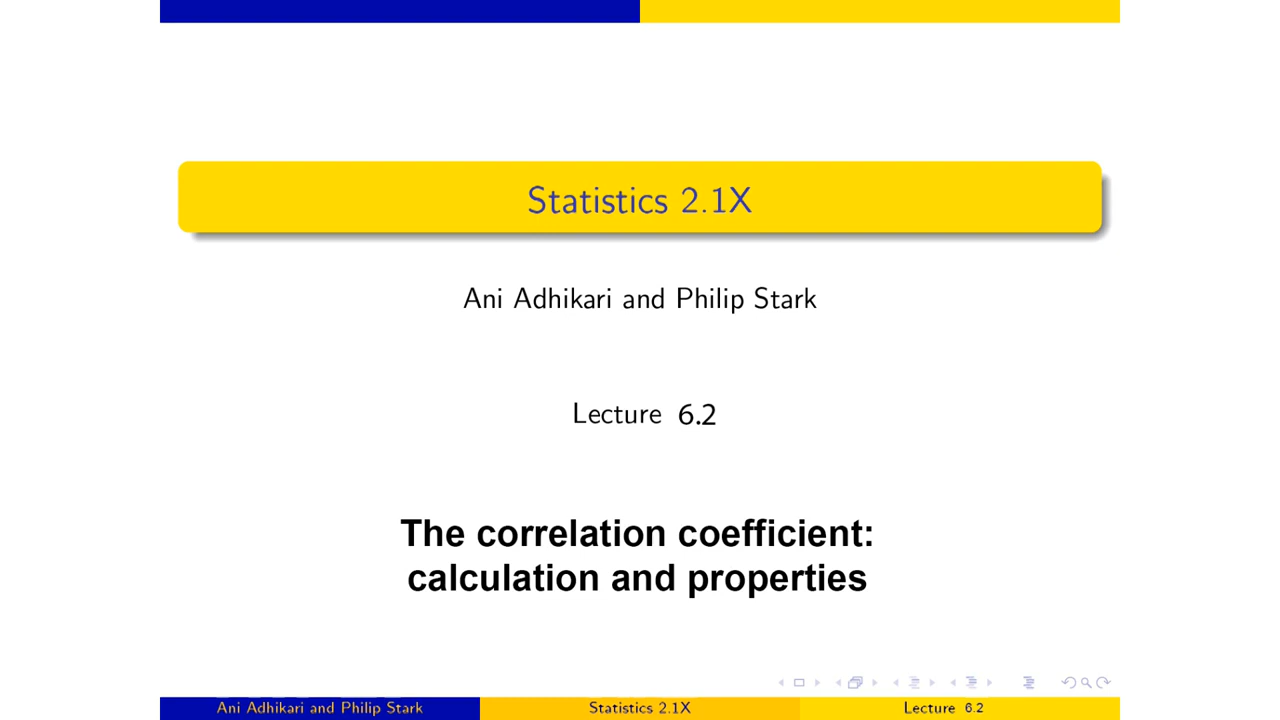 Statistics 2.1X
Ani Adhikari and Philip Stark
Lecture 6.2
The correlation coefficient:
calculation and properties
Ani Adhikari and Philip Stark
Statistics 2.1X
Lecture 6.2